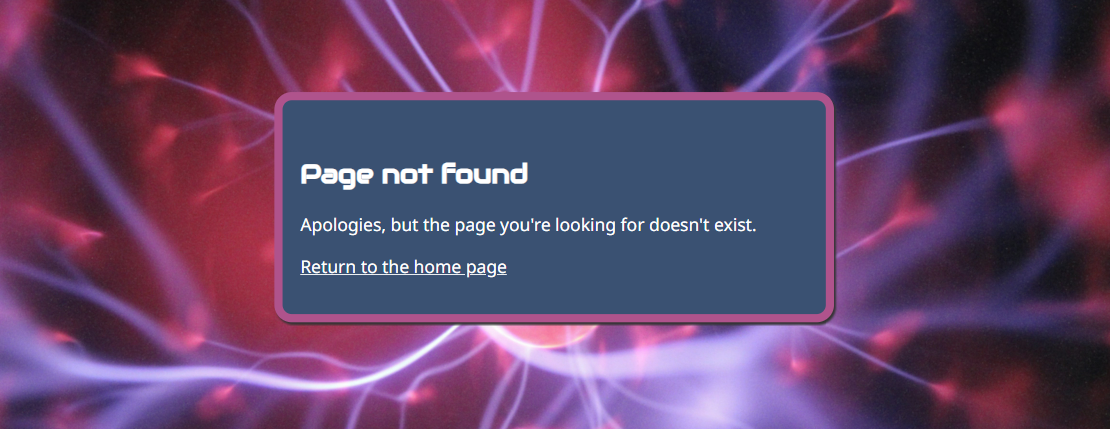 Page not found
Apologies, but the page you're looking for doesn't exist.
Return to the home page